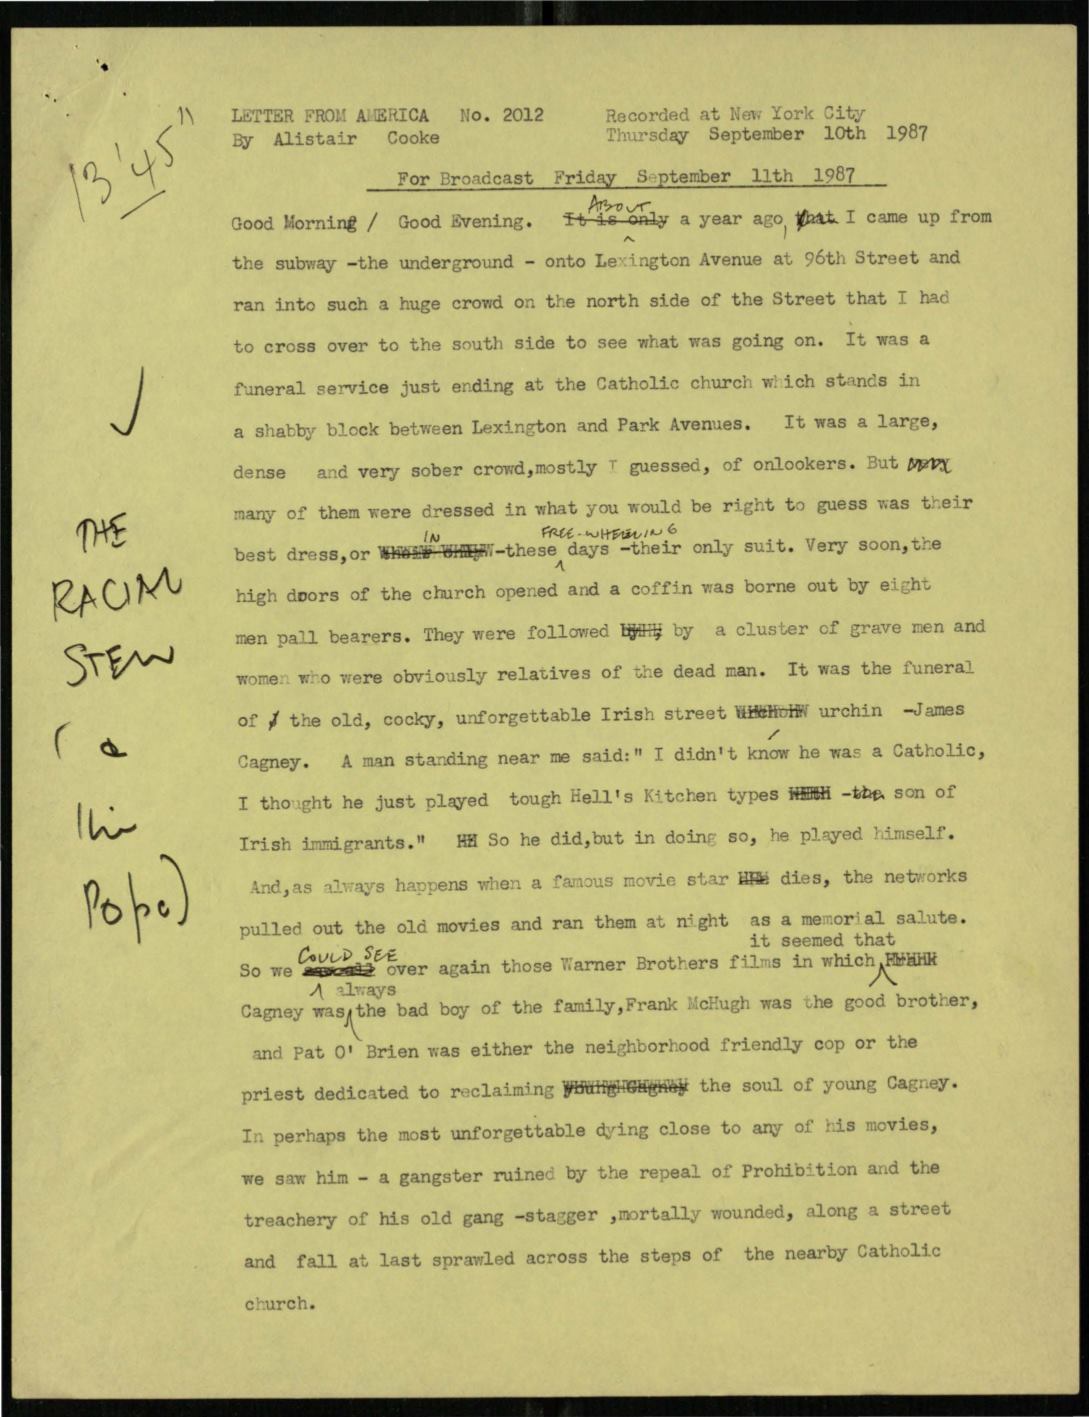 13'45"
LETTER FROM AMERICA No. 2012 Recorded at New York City
By Alistair Cooke Thursday September 10th 1987
For Broadcast Friday September 11th 1987
ABOUT
Good Morning / Good Evening. It is only a year ago, that I came up from
the subway -the underground - onto Lexington Avenue at 96th Street and
ran into such a huge crowd on the north side of the Street that I had
to cross over to the south side to see what was going on. It was a
funeral service just ending at the Catholic church which stands in
a shabby block between Lexington and Park Avenues. It was a large,
dense and very sober crowd,mostly I guessed, of onlookers. But
many of them were dressed in what you would be right to guess was their
IN FREE-WHEELING
best dress,or -these days -their only suit. Very soon,the
high doors of the church opened and a coffin was borne out by eight
men pall bearers. They were followed by a cluster of grave men and
women who were obviously relatives of the dead man. It was the funeral
of the old, cocky, unforgettable Irish street urchin -James
Cagney. A man standing near me said:" I didn't know he was a Catholic,
I thought he just played tough Hell's Kitchen types -the son of
Irish immigrants." So he did,but in doing so, he played himself.
And,as always happens when a famous movie star dies, the networks
pulled out the old movies and ran them at night as a memorial salute.
it seemed that
COULD SEE
So we over again those Warner Brothers films in which
always
Cagney was the bad boy of the family,Frank McHugh was the good brother,
and Pat O' Brien was either the neighborhood friendly cop or the
priest dedicated to reclaiming young Cagney the soul of young Cagney.
In perhaps the most unforgettable dying close to any of his movies,
we saw him - a gangster ruined by the repeal of Prohibition and the
treachery of his old gang -stagger ,mortally wounded, along a street
and fall at last sprawled across the steps of the nearby Catholic
church.
THE
RACIAL
STEW
Pope)